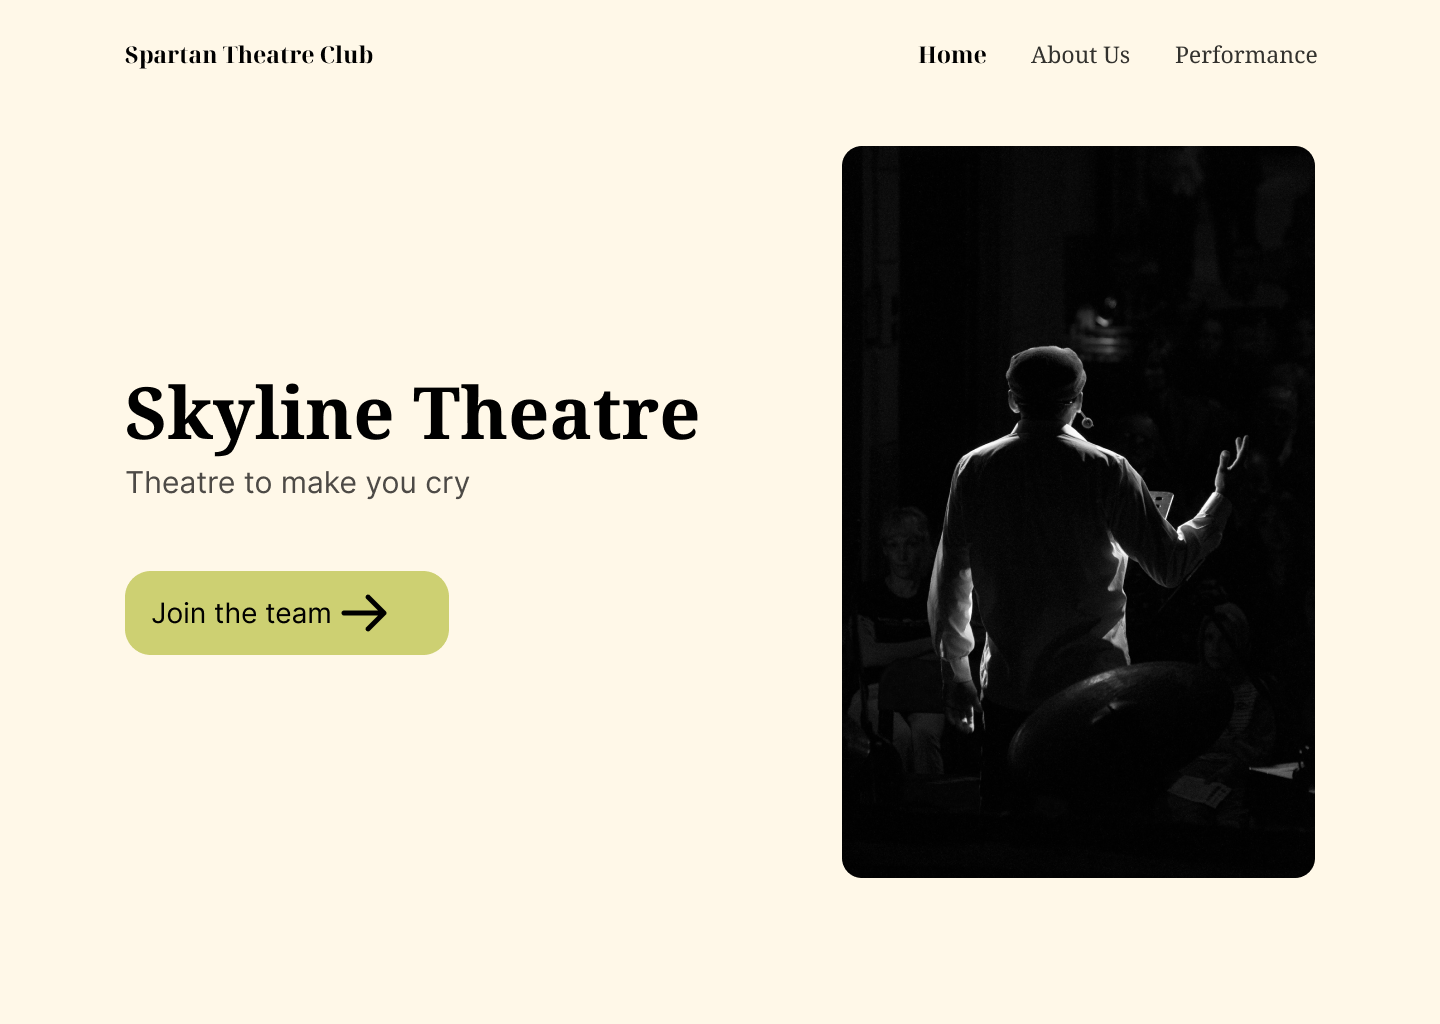 Spartan Theatre Club
Home About Us Performance
Skyline Theatre
Theatre to make you cry
Join the team